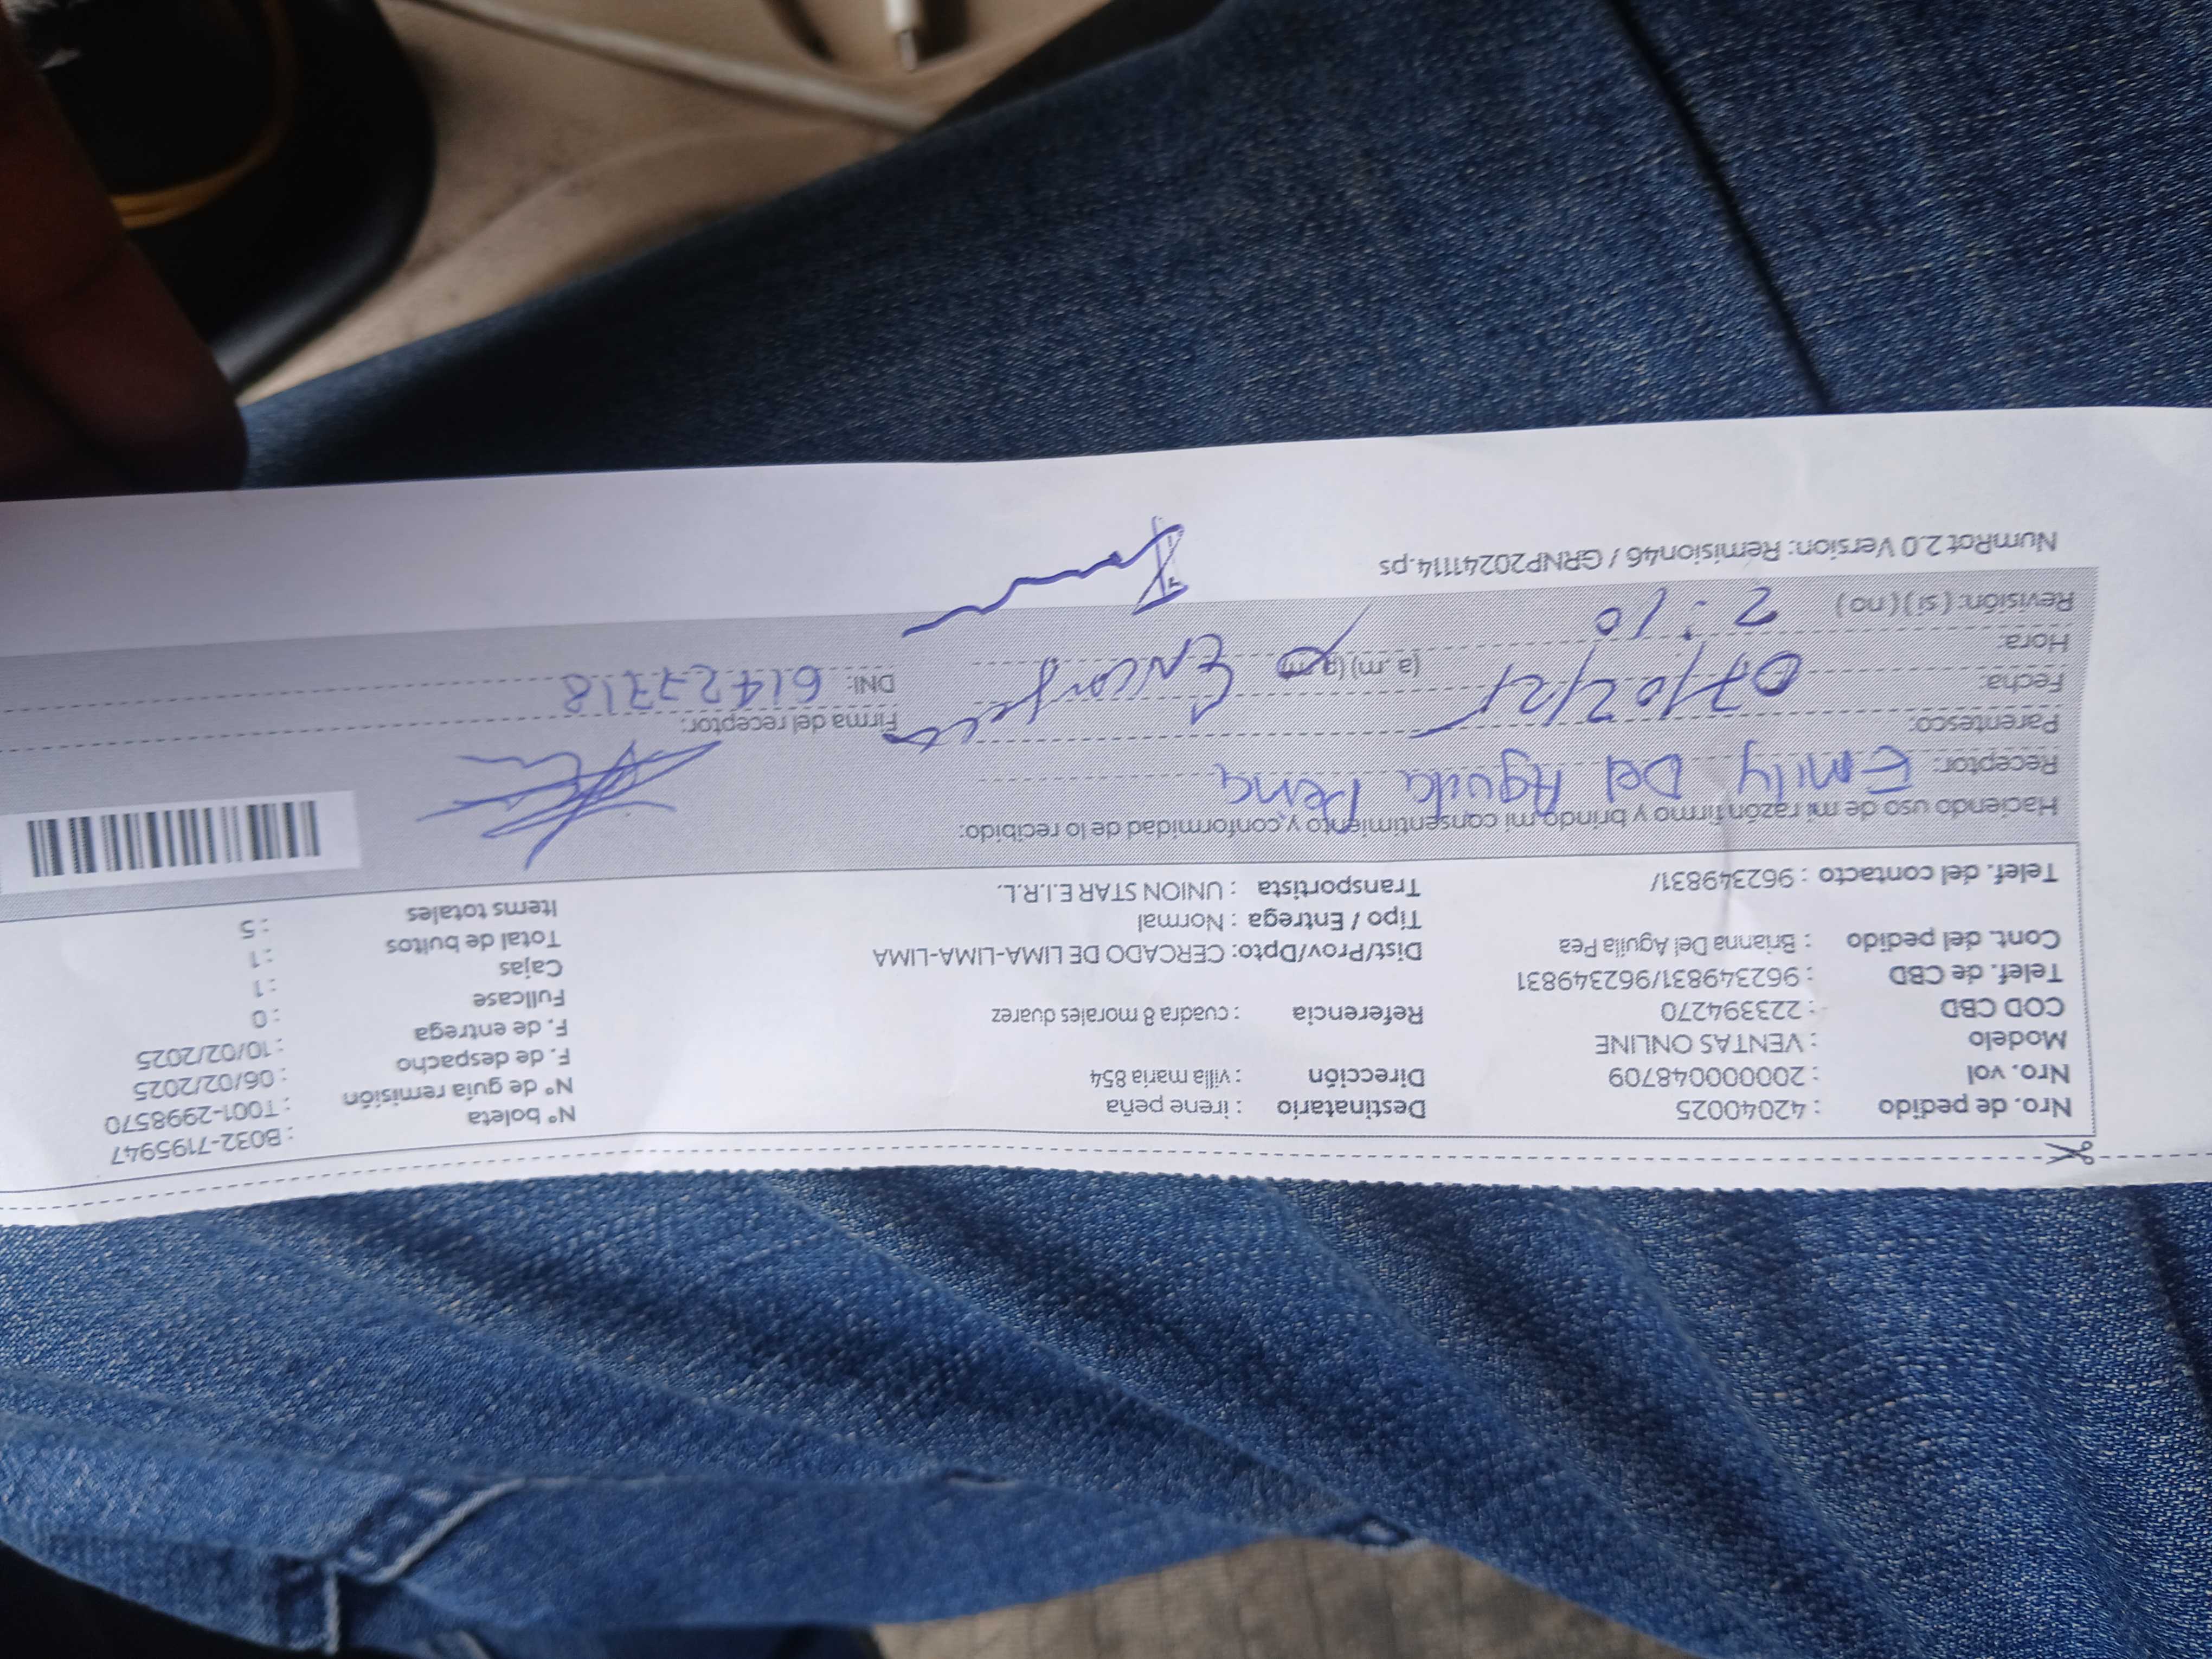 Nro. de pedido : 42040025 Destinatario : irene peña Nº boleta : B032-7195947
Nro. vol : 20000048709 Dirección : villa maria 854 Nº de guía remisión : T001-2998570
Modelo : VENTAS ONLINE F. de despacho : 06/02/2025
COD CBD : 223394270 Referencia : cuadra 8 morales duarez F. de entrega : 10/02/2025
Telef. de CBD : 962349831/962349831 Fullcase : 0
Cont. del pedido : Brianna Del Aguila Pea Dist/Prov/Dpto: CERCADO DE LIMA-LIMA-LIMA Cajas : 1
Tipo / Entrega : Normal Total de bultos : 1
Telef. del contacto : 962349831/ Transportista : UNION STAR E.I.R.L. Items totales : 5
Haciendo uso de mi razón firmo y brindo mi consentimiento y conformidad de lo recibido:
Receptor: Emily Del Aguila Pena
Parentesco: Firma del receptor:
Fecha: 07/02/25 DNI: 61427718
Hora: 2:10 (a.m) (p.m)
Revisión: ( si ) ( no )
NumRot 2.0 Version: Remision46 / GRNP20241114.ps